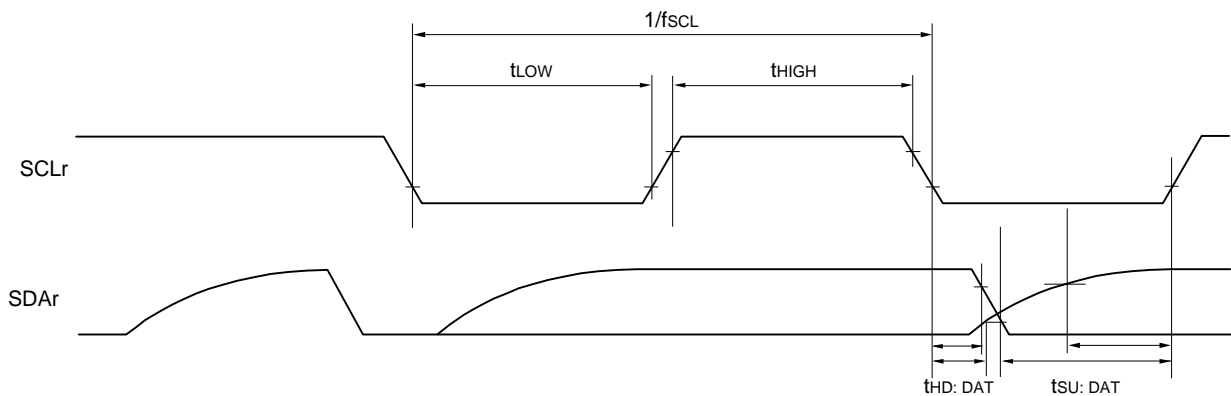 1/fSCL
tLOW
tHIGH
SCLr
SDAr
tHD: DAT
tSU: DAT